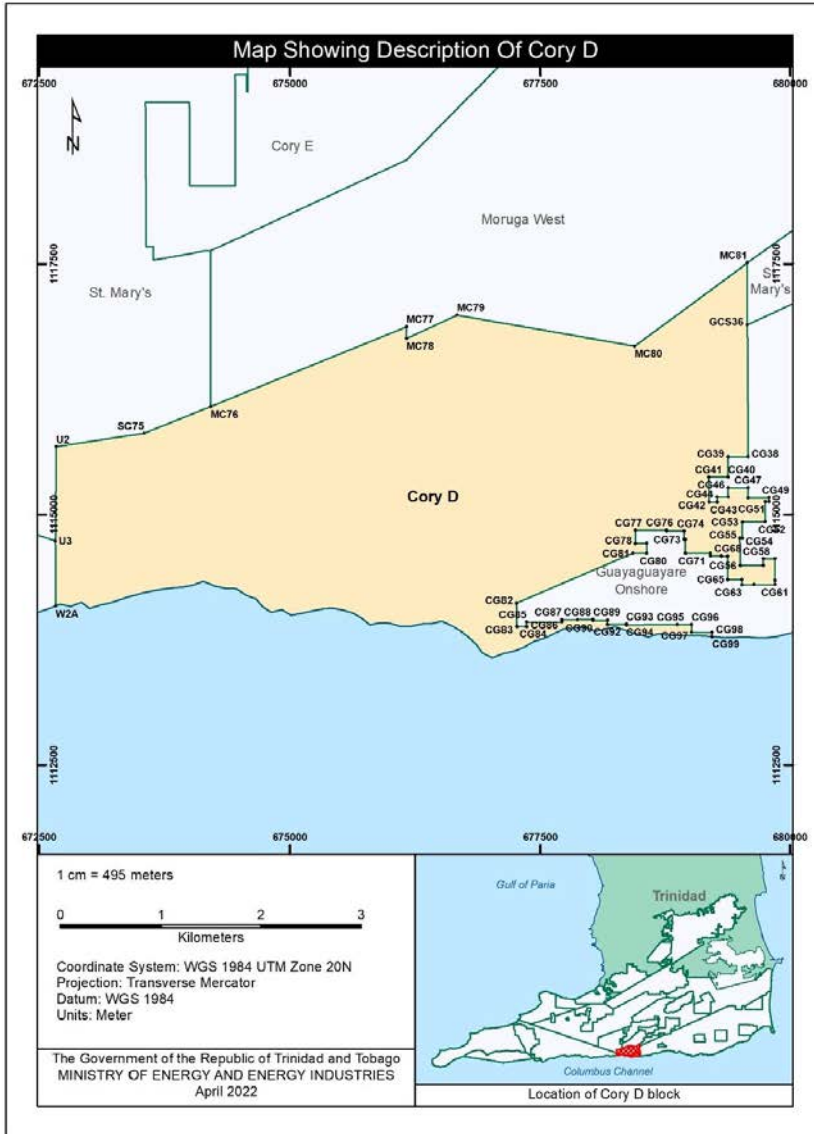 Map Showing Description Of Cory D
672500 675000 677500 680000
N
Cory E
Moruga West
MC81
1117500 1117500
St. Mary's
St. Mary's
MC77 MC79
GCS36
MC78
MC80
MC76
SC75
U2
CG39 CG38
CG41 CG40
CG46 CG47
Cory D
CG44 CG49
CG42 CG43 CG51
1115000 1115000
CG77 CG76 CG74 CG53 CG52
U3
CG78 CG73 CG55 CG54
CG81 CG80 CG71 CG68 CG58
CG56
Guayaguayare
Onshore
CG65 CG63 CG61
CG82
W2A
CG85 CG87 CG88 CG89 CG93 CG95 CG96
CG83 CG86 CG90 CG92 CG94 CG97 CG98
CG84
CG99
1112500 1112500
672500 675000 677500 680000
1 cm = 495 meters
0 1 2 3
Kilometers
Coordinate System: WGS 1984 UTM Zone 20N
Projection: Transverse Mercator
Datum: WGS 1984
Units: Meter
The Government of the Republic of Trinidad and Tobago
MINISTRY OF ENERGY AND ENERGY INDUSTRIES
April 2022
Gulf of Paria
Trinidad
Columbus Channel
Location of Cory D block